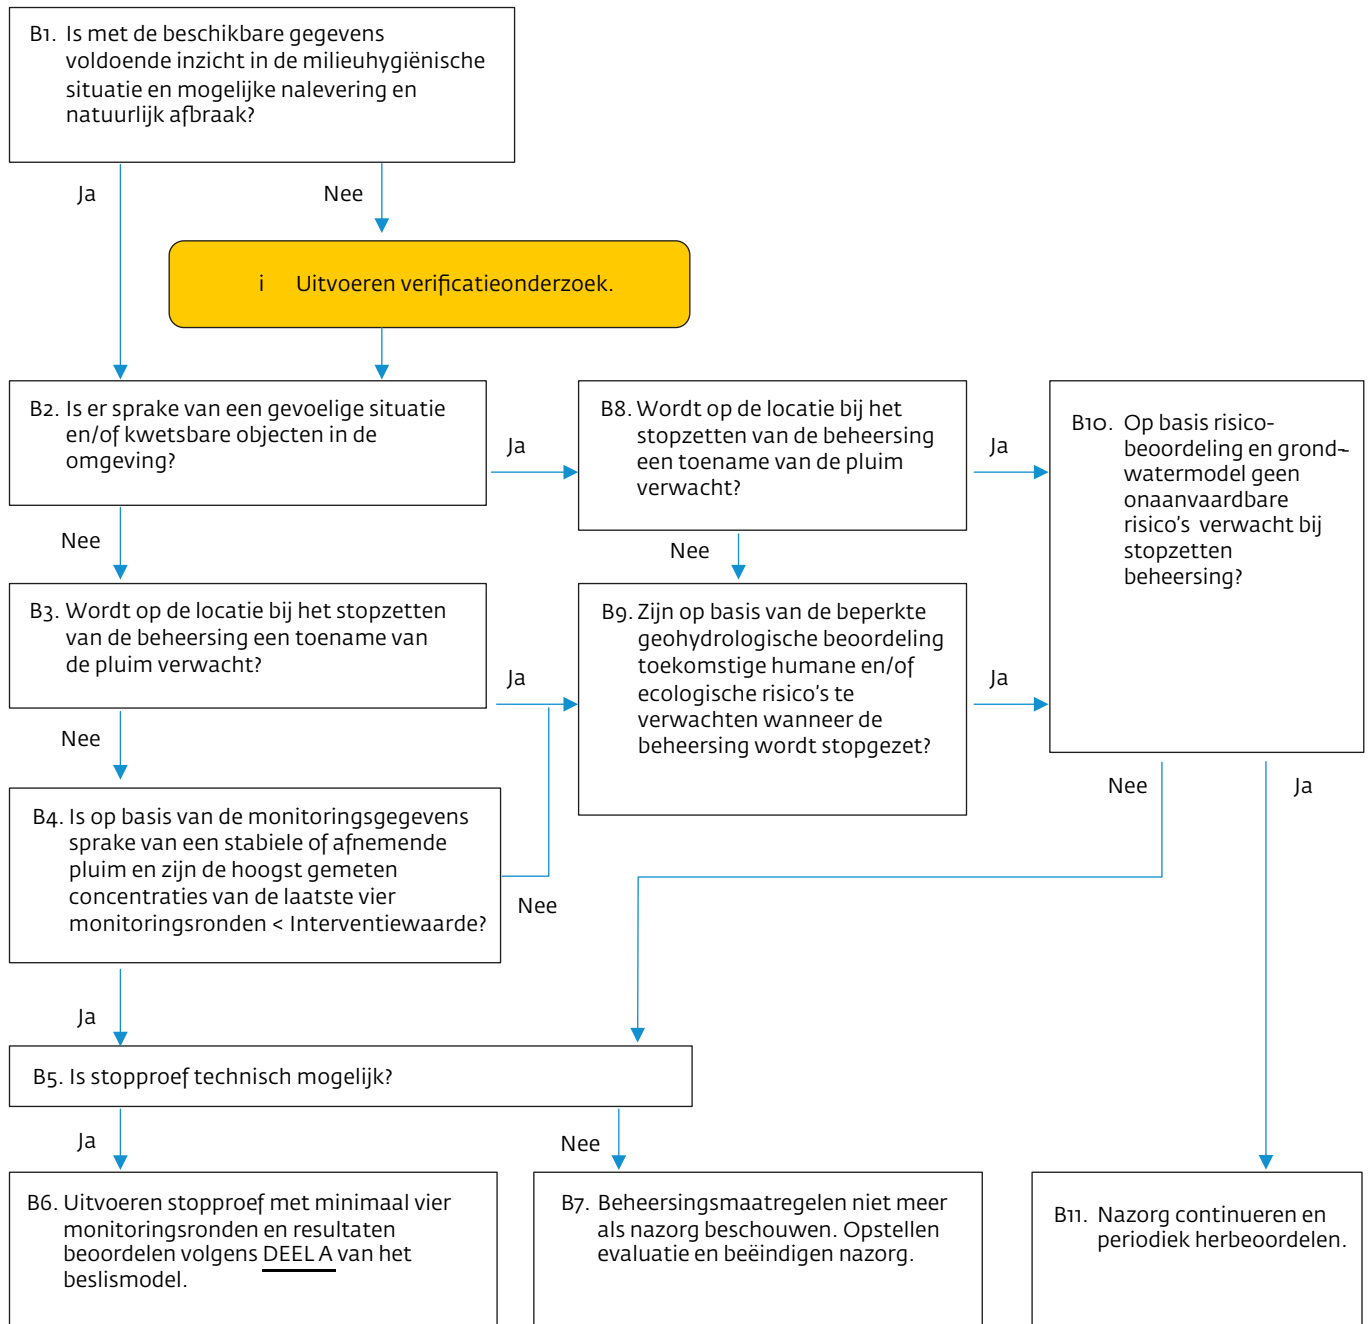 B1. Is met de beschikbare gegevens
voldoende inzicht in de milieuhygiënische
situatie en mogelijke nalevering en
natuurlijk afbraak?
Ja
Nee
i Uitvoeren verificatieonderzoek.
B2. Is er sprake van een gevoelige situatie
en/of kwetsbare objecten in de
omgeving?
Ja
B8. Wordt op de locatie bij het
stopzetten van de beheersing
een toename van de pluim
verwacht?
Ja
B10. Op basis risico-
beoordeling en grond-
watermodel geen
onaanvaardbare
risico's verwacht bij
stopzetten
beheersing?
Nee
Nee
B3. Wordt op de locatie bij het stopzetten
van de beheersing een toename van
de pluim verwacht?
Ja
B9. Zijn op basis van de beperkte
geohydrologische beoordeling
toekomstige humane en/of
ecologische risico's te
verwachten wanneer de
beheersing wordt stopgezet?
Ja
Nee
Nee
Ja
B4. Is op basis van de monitoringsgegevens
sprake van een stabiele of afnemende
pluim en zijn de hoogst gemeten
concentraties van de laatste vier
monitoringsronden < Interventiewaarde?
Nee
Ja
B5. Is stopproef technisch mogelijk?
Ja
Nee
B6. Uitvoeren stopproef met minimaal vier
monitoringsronden en resultaten
beoordelen volgens DEEL A van het
beslismodel.
B7. Beheersingsmaatregelen niet meer
als nazorg beschouwen. Opstellen
evaluatie en beëindigen nazorg.
B11. Nazorg continueren en
periodiek herbeoordelen.